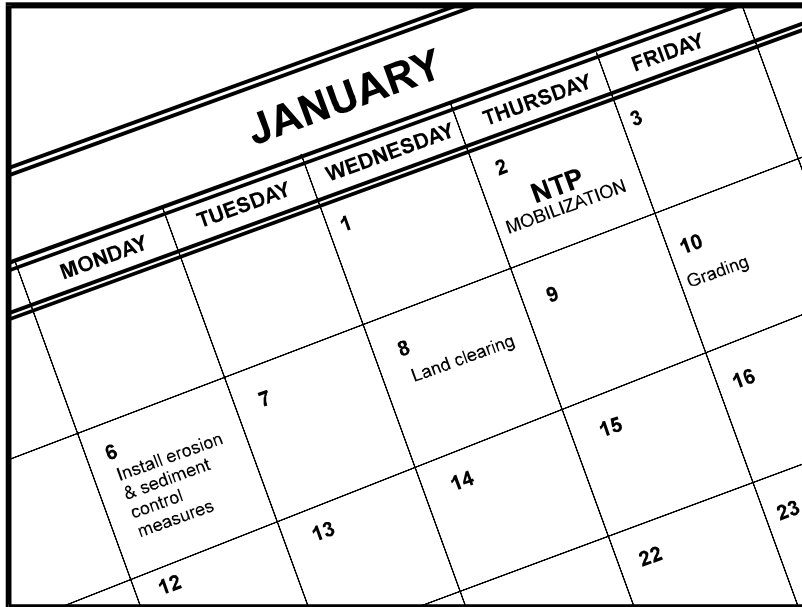 JANUARY
MONDAY
TUESDAY
WEDNESDAY
THURSDAY
FRIDAY
1
2
NTP
MOBILIZATION
3
6
Install erosion
& sediment
control
measures
7
8
Land clearing
9
10
Grading
12
13
14
15
16
22
23